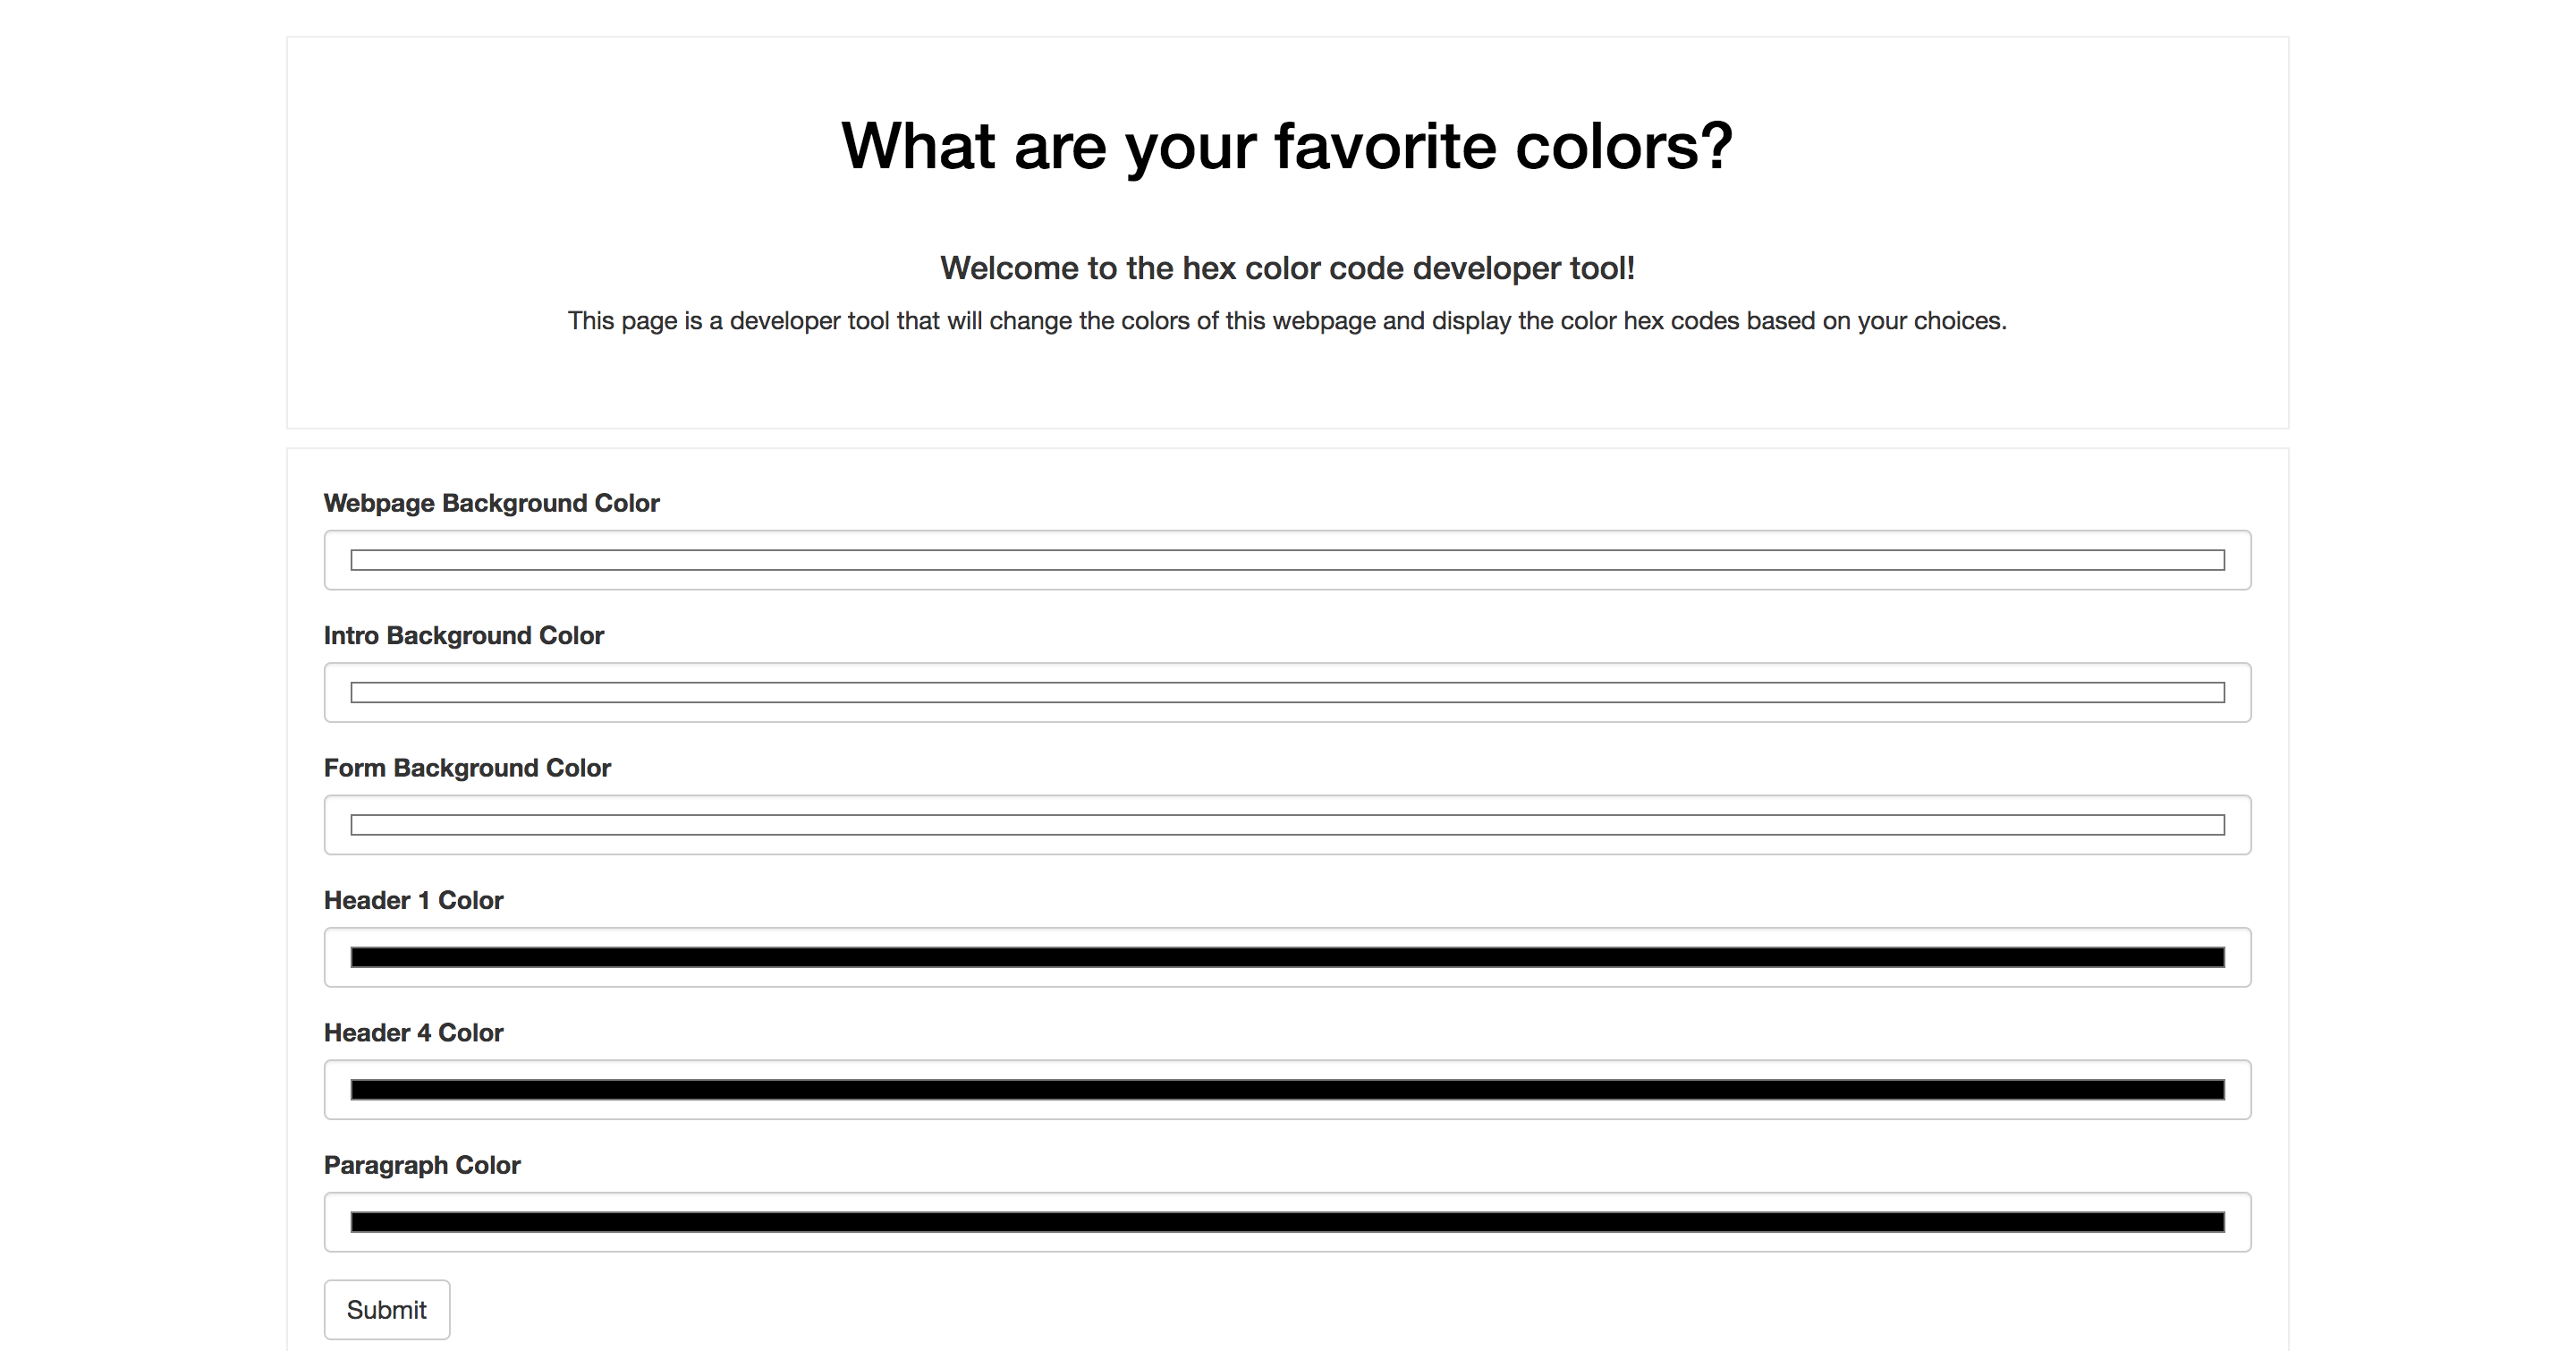 What are your favorite colors?
Welcome to the hex color code developer tool!
This page is a developer tool that will change the colors of this webpage and display the color hex codes based on your choices.
Webpage Background Color
Intro Background Color
Form Background Color
Header 1 Color
Header 4 Color
Paragraph Color
Submit